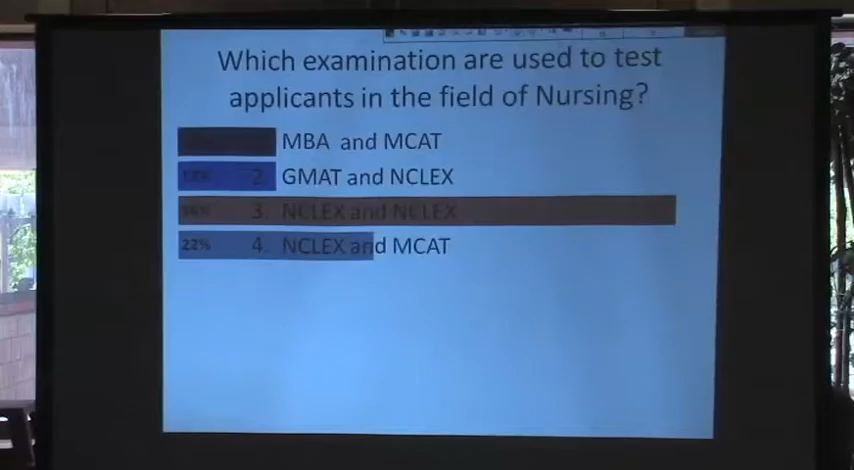 Which examination are used to test
applicants in the field of Nursing?
MBA and MCAT
2. GMAT and NCLEX
3. NCLEX and NCLEX
22% 4. NCLEX and MCAT